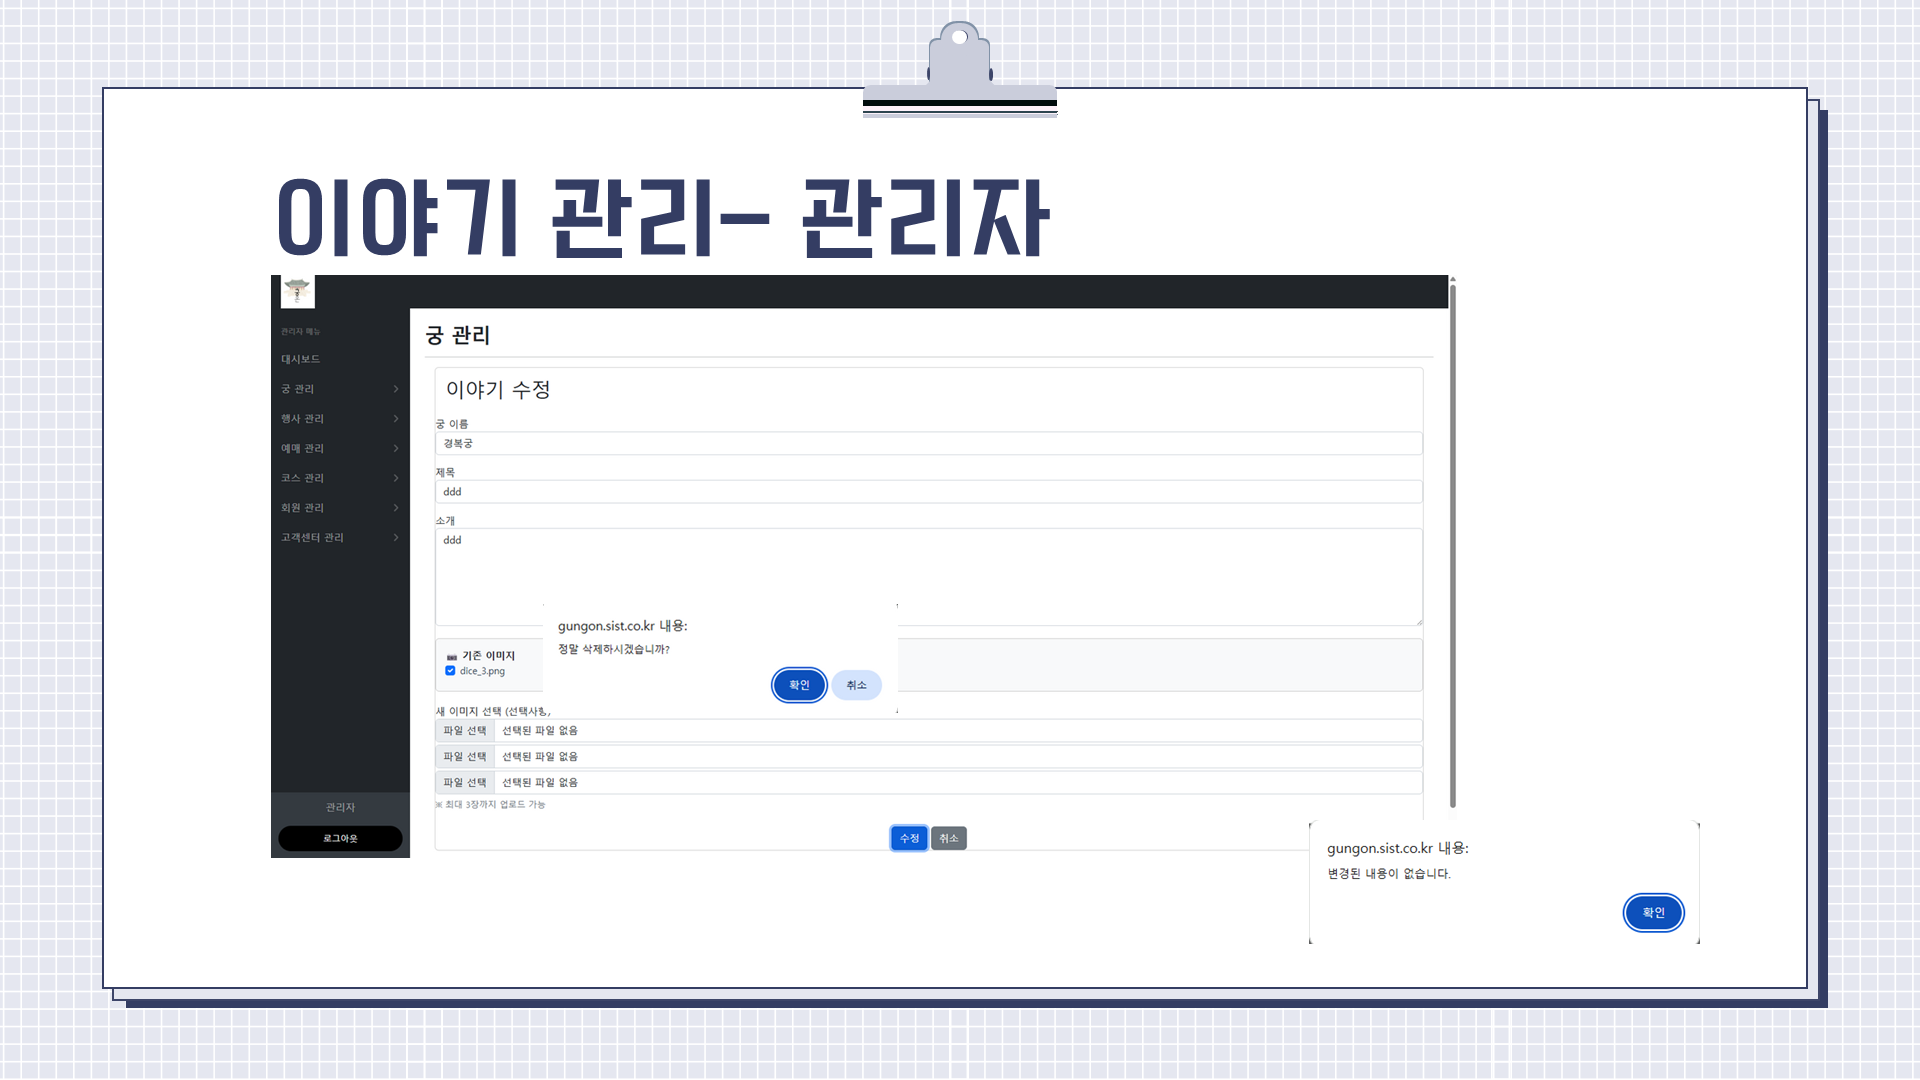 이야기 관리- 관리자
관리자 메뉴
대시보드
궁 관리
행사 관리
예매 관리
코스 관리
회원 관리
고객센터 관리
관리자
로그아웃
궁 관리
이야기 수정
궁 이름
경복궁
제목
ddd
소개
ddd
기존 이미지
dice_3.png
gungon.sist.co.kr 내용:
정말 삭제하시겠습니까?
확인 취소
새 이미지 선택 (선택사항)
파일 선택 선택된 파일 없음
파일 선택 선택된 파일 없음
파일 선택 선택된 파일 없음
※ 최대 3장까지 업로드 가능
수정 취소
gungon.sist.co.kr 내용:
변경된 내용이 없습니다.
확인